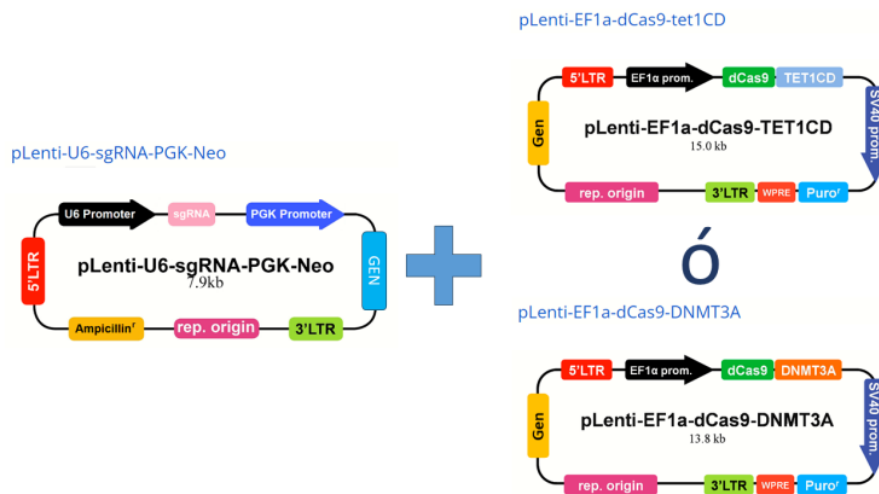 pLenti-EF1a-dCas9-tet1CD
5'LTR
EF1α prom.
dCas9
TET1CD
Gen
SV40 prom.
pLenti-EF1a-dCas9-TET1CD
15.0 kb
rep. origin
3'LTR
WPRE
Puroʳ
pLenti-U6-sgRNA-PGK-Neo
U6 Promoter
sgRNA
PGK Promoter
5'LTR
GEN
pLenti-U6-sgRNA-PGK-Neo
7.9kb
Ampicillinʳ
rep. origin
3'LTR
ó
pLenti-EF1a-dCas9-DNMT3A
5'LTR
EF1α prom.
dCas9
DNMT3A
Gen
SV40 prom.
pLenti-EF1a-dCas9-DNMT3A
13.8 kb
rep. origin
3'LTR
WPRE
Puroʳ